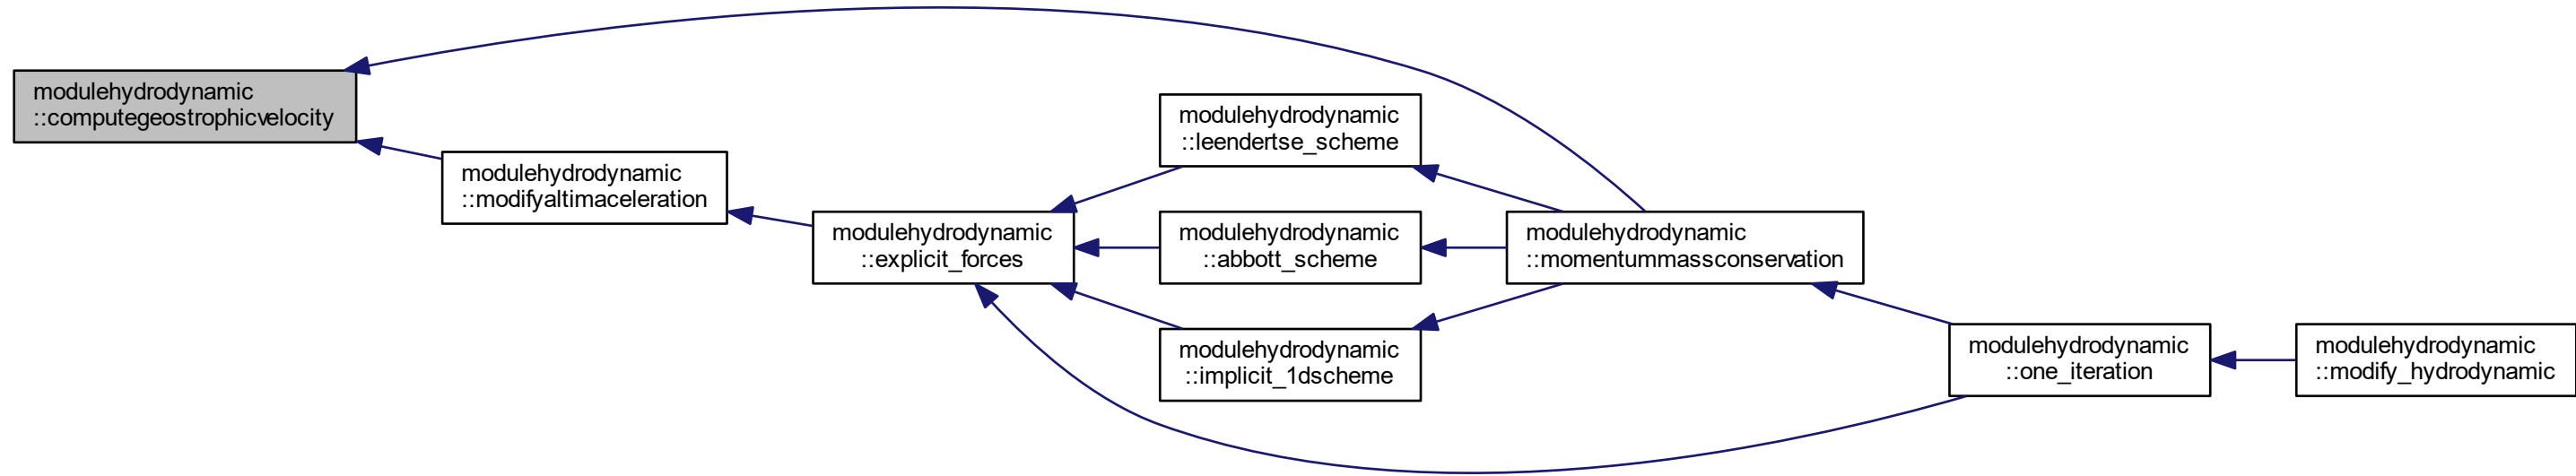 modulehydrodynamic
::computegeostrophicvelocity
modulehydrodynamic
::modifyaltimaceleration
modulehydrodynamic
::explicit_forces
modulehydrodynamic
::leendertse_scheme
modulehydrodynamic
::abbott_scheme
modulehydrodynamic
::implicit_1dscheme
modulehydrodynamic
::momentummassconservation
modulehydrodynamic
::one_iteration
modulehydrodynamic
::modify_hydrodynamic